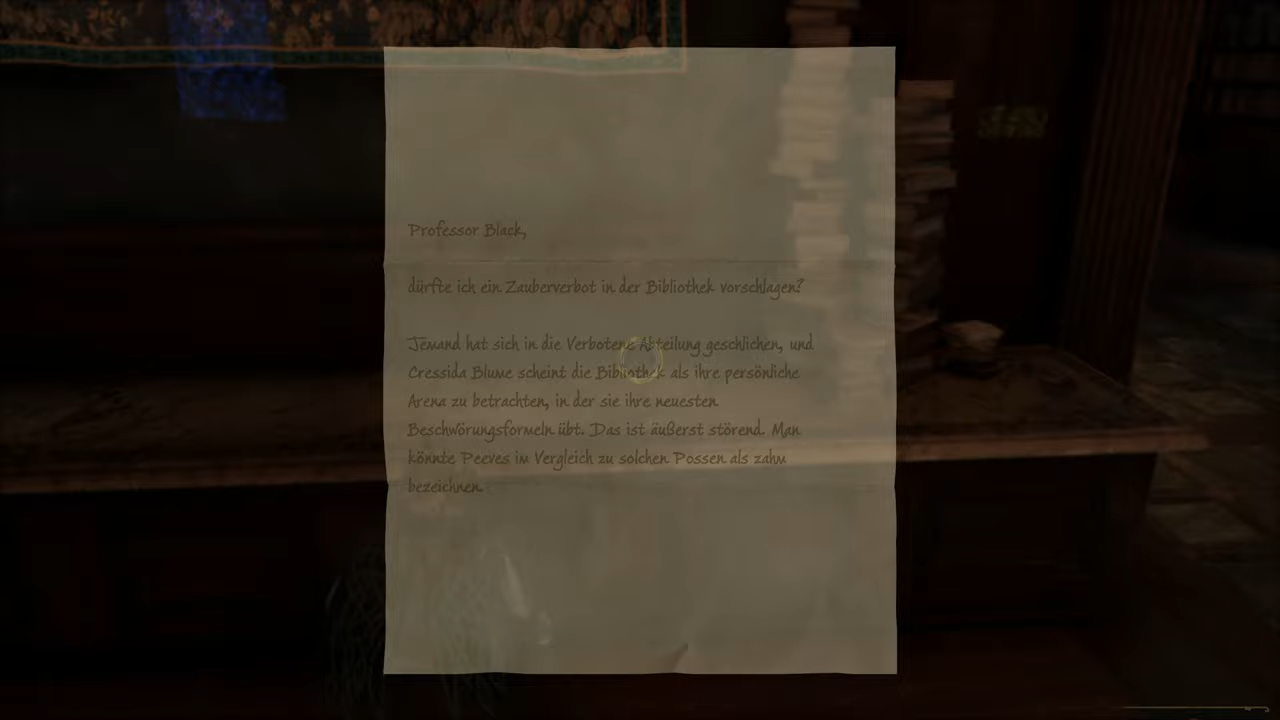 Professor Black,
dürfte ich ein Zauberverbot in der Bibliothek vorschlagen?
Jemand hat sich in die Verbotene Abteilung geschlichen, und
Cressida Blume scheint die Bibliothek als ihre persönliche
Arena zu betrachten, in der sie ihre neuesten
Beschwörungsformeln übt. Das ist äußerst störend. Man
könnte Peeves im Vergleich zu solchen Possen als zahm
bezeichnen.